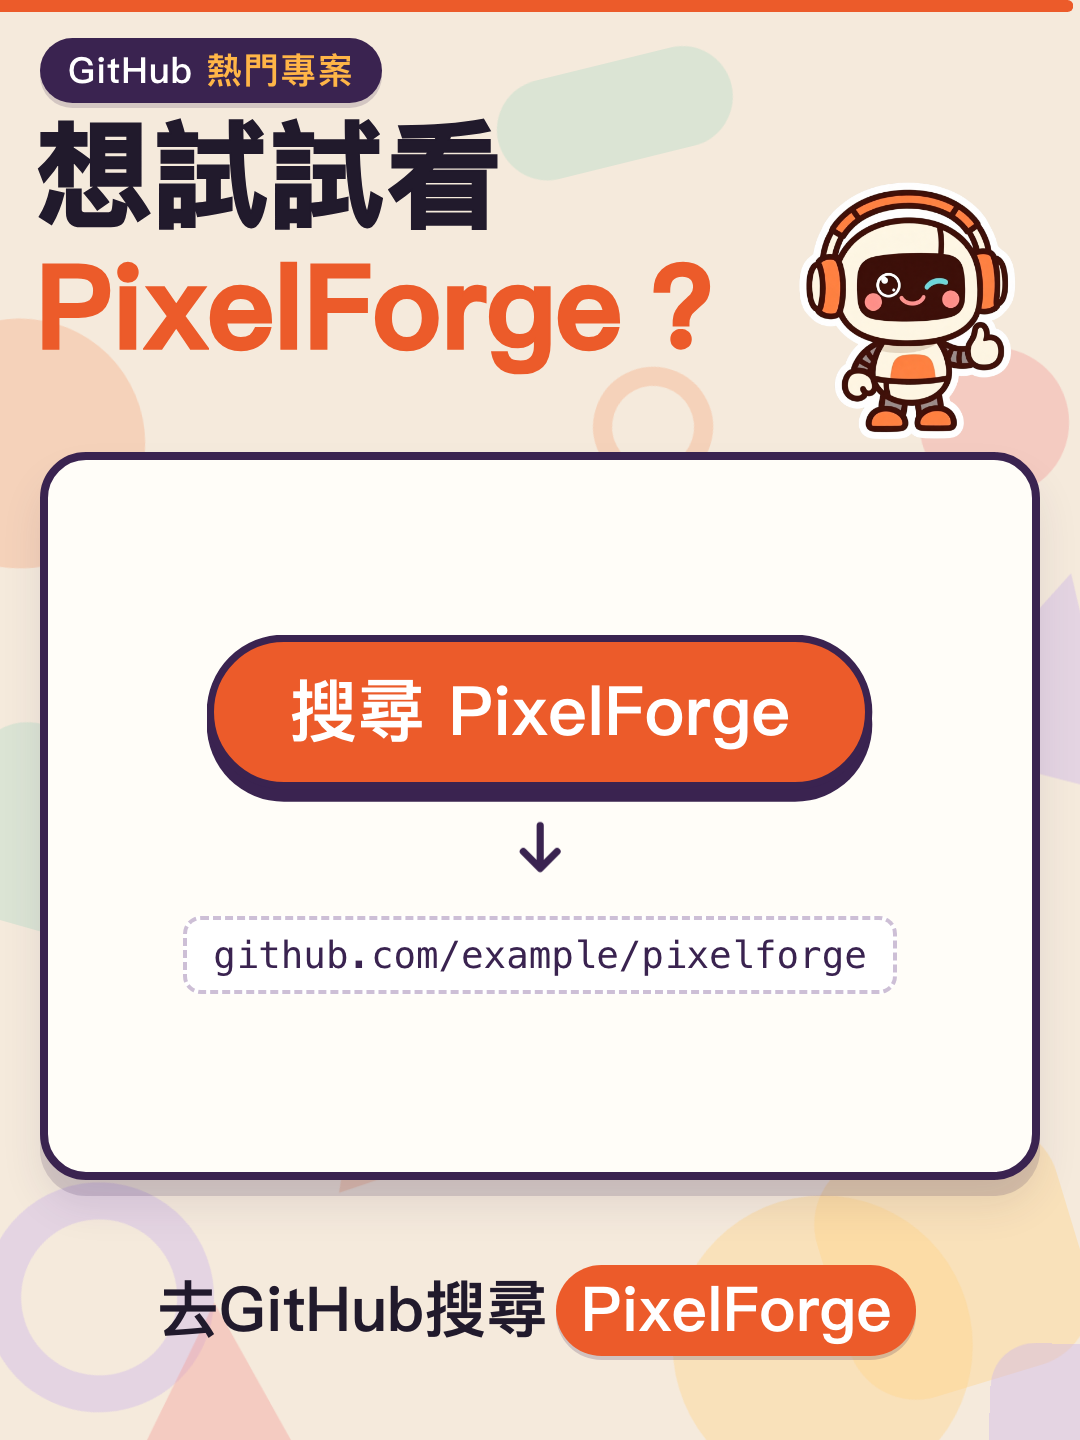 GitHub 熱門專案
想試試看
PixelForge？
搜尋 PixelForge
github.com/example/pixelforge
去GitHub搜尋 PixelForge